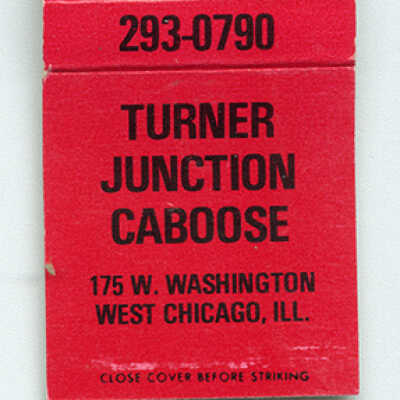 293-0790
TURNER
JUNCTION
CABOOSE
175 W. WASHINGTON
WEST CHICAGO, ILL.
CLOSE COVER BEFORE STRIKING